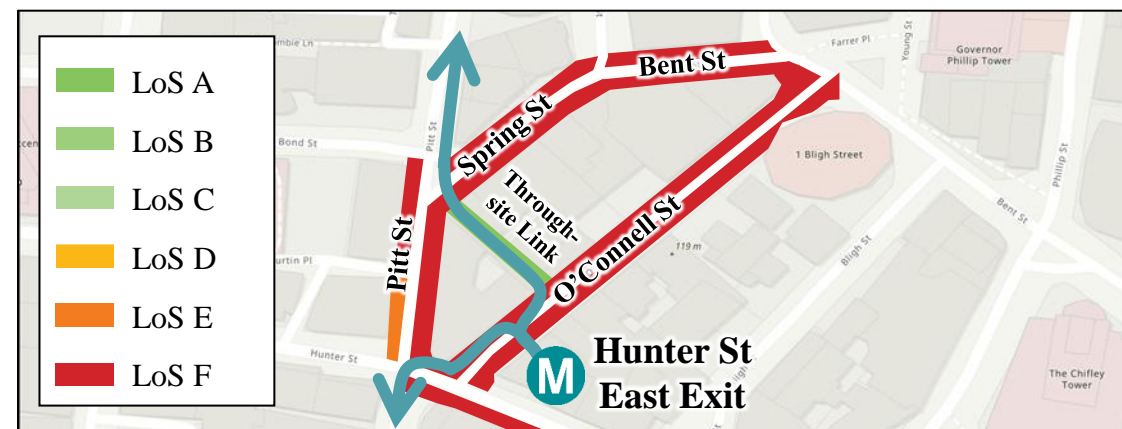 LoS A
LoS B
LoS C
LoS D
LoS E
LoS F
Bent St
Spring St
Through-
site Link
O'Connell St
Pitt St
Hunter St
East Exit
M
Pitt St
Bond St
Hunter St
Farrer Pl
Young St
Governor
Phillip Tower
1 Bligh Street
Phillip St
Bent St
Bligh St
119 m
The Chifley
Tower